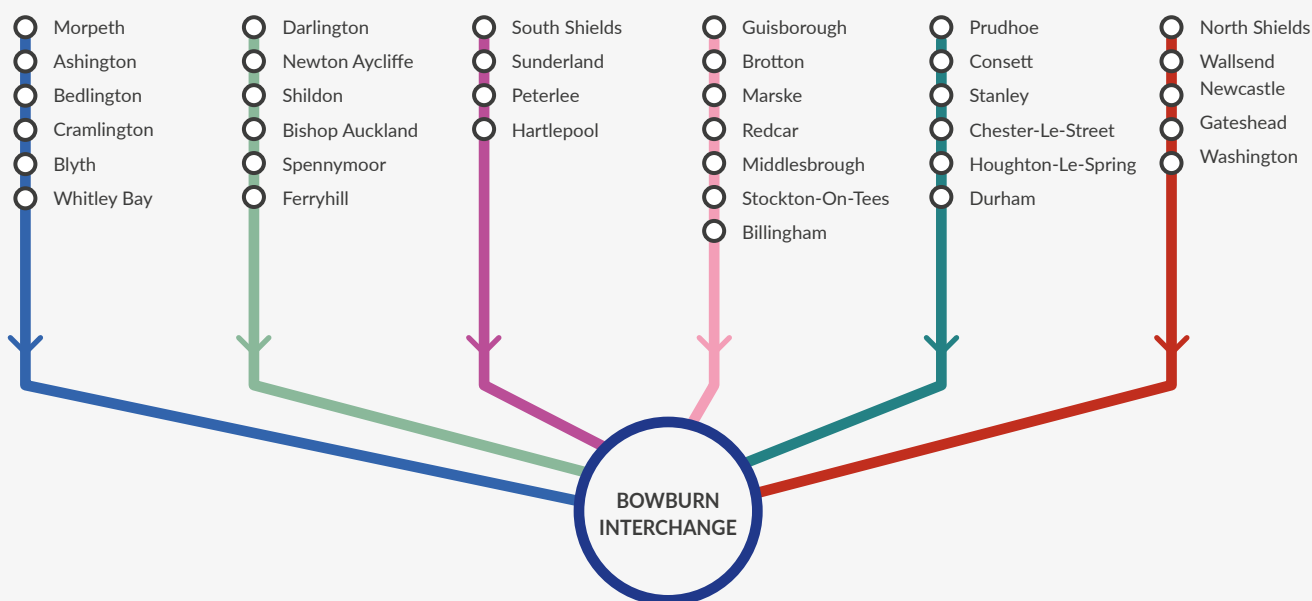 Morpeth
Ashington
Bedlington
Cramlington
Blyth
Whitley Bay
Darlington
Newton Aycliffe
Shildon
Bishop Auckland
Spennymoor
Ferryhill
South Shields
Sunderland
Peterlee
Hartlepool
Guisborough
Brotton
Marske
Redcar
Middlesbrough
Stockton-On-Tees
Billingham
Prudhoe
Consett
Stanley
Chester-Le-Street
Houghton-Le-Spring
Durham
North Shields
Wallsend
Newcastle
Gateshead
Washington
BOWBURN
INTERCHANGE